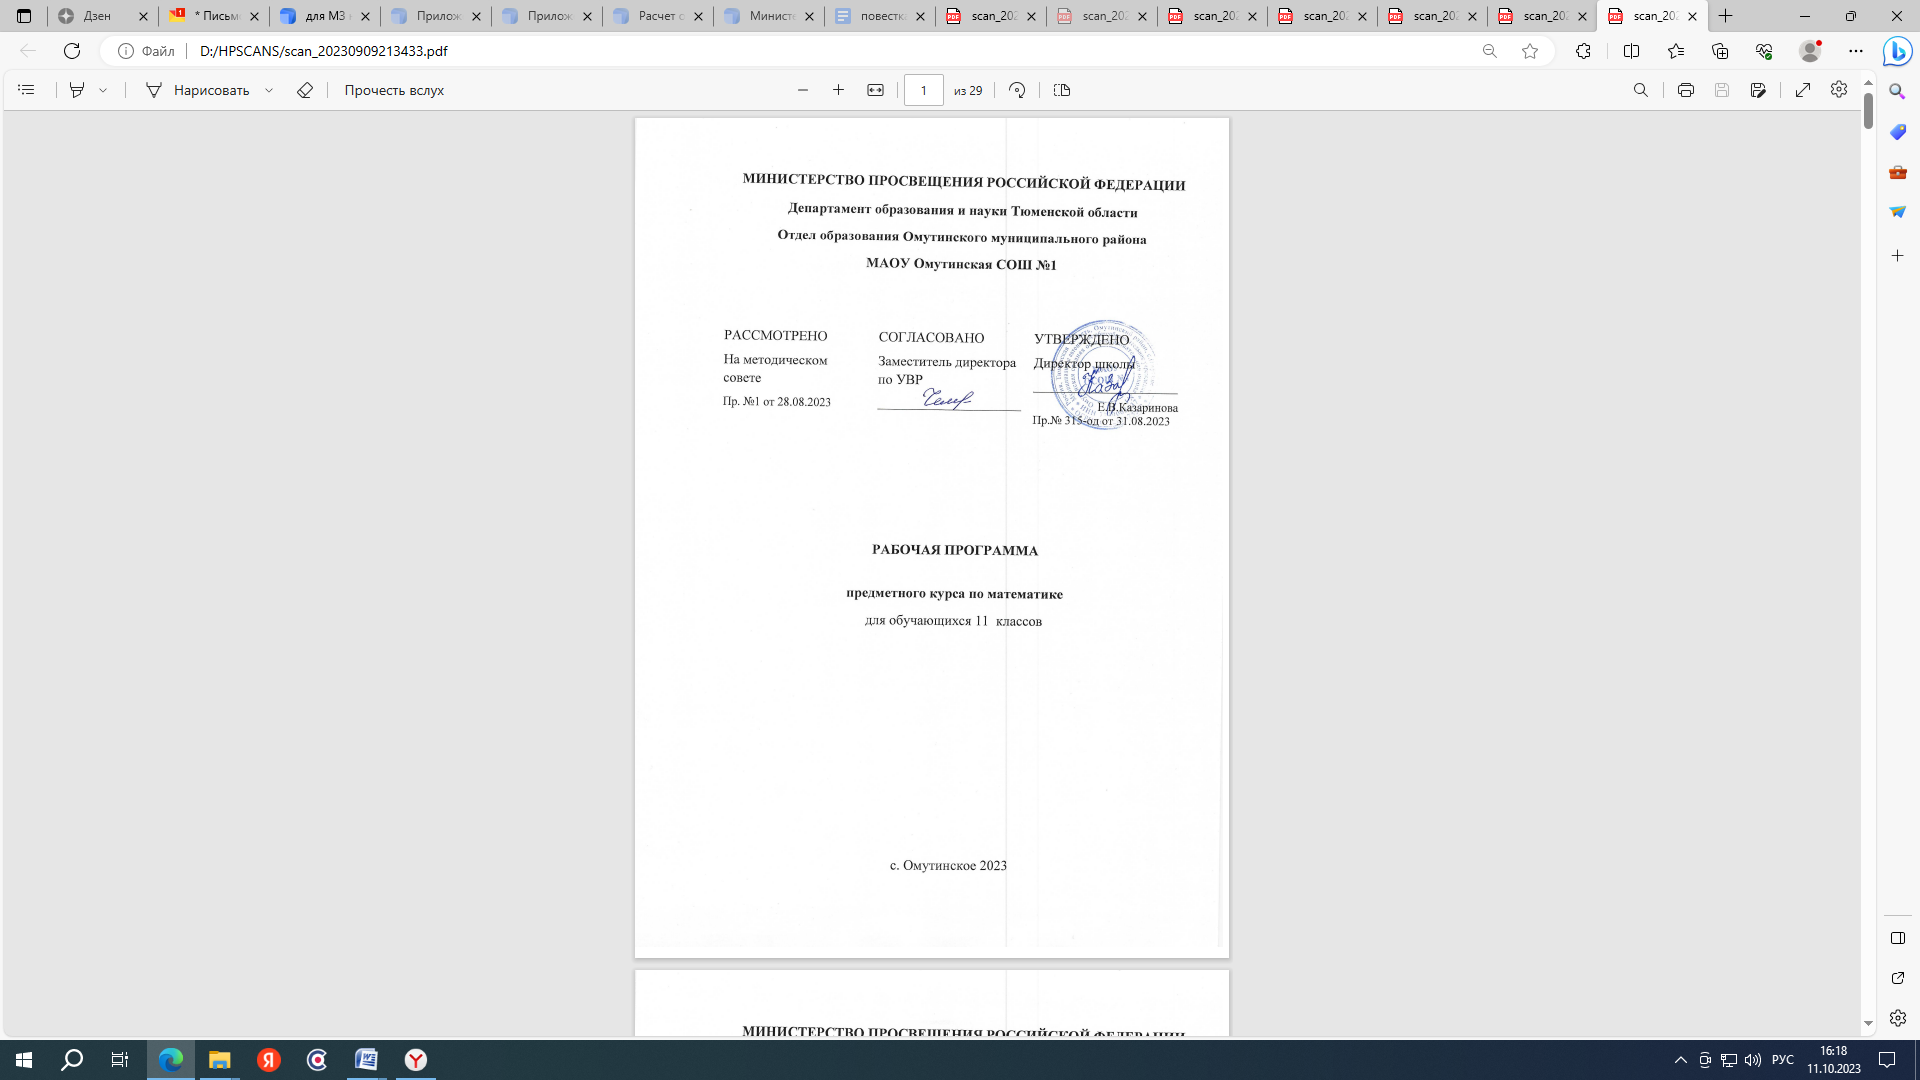 Дзен
* Письм
для МЗ
Прилож
Прилож
Расчет
Министе
повестк
scan_202
scan_202
scan_202
scan_202
scan_202
scan_202
scan_202
Файл
D:/HPSCANS/scan_20230909213433.pdf
Нарисовать
Прочесть вслух
1
из 29
МИНИСТЕРСТВО ПРОСВЕЩЕНИЯ РОССИЙСКОЙ ФЕДЕРАЦИИ
Департамент образования и науки Тюменской области
Отдел образования Омутинского муниципального района
МАОУ Омутинская СОШ №1
РАССМОТРЕНО
На методическом
совете
Пр. №1 от 28.08.2023
СОГЛАСОВАНО
Заместитель директора
по УВР
УТВЕРЖДЕНО
Директор школы
Е.В.Казаринова
Пр.№ 315-од от 31.08.2023
РАБОЧАЯ ПРОГРАММА
предметного курса по математике
для обучающихся 11 классов
с. Омутинское 2023
МИНИСТЕРСТВО ПРОСВЕЩЕНИЯ РОССИЙСКОЙ ФЕДЕРАЦИИ
РУС
16:18
11.10.2023